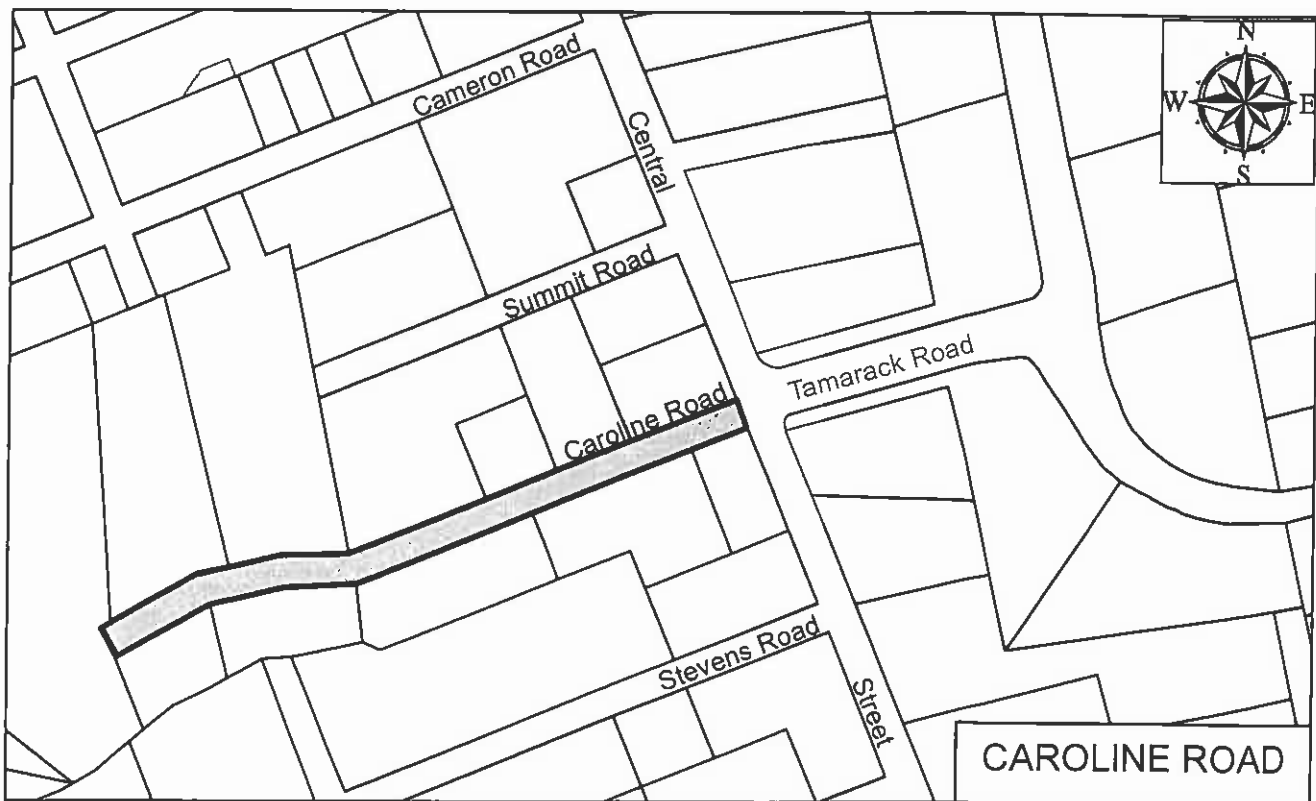 N
W E
S
Cameron Road
Central
Summit Road
Tamarack Road
Caroline Road
Stevens Road
Street
CAROLINE ROAD